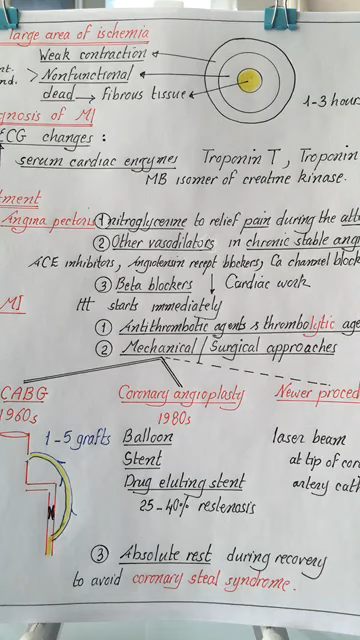 large area of ischemia
Weak contraction
nt.
nd. > Nonfunctional
dead → Fibrous tissue
1-3 hours
gnosis of MI
ECG changes :
serum cardiac enzymes Troponin T, Troponin
MB isomer of creatine kinase.
tment
Angina pectoris ① nitroglycerine to relief pain during the atta
② Other vasodilators in chronic stable angi
ACE inhibitors, Angiotensin recept blockers, Ca channel block
③ Beta blockers ↓ Cardiac work
MI ttt starts immediately
① Antithrombotic agents & thrombolytic age
② Mechanical / Surgical approaches
CABG Coronary angioplasty Newer proced
1960s 1980s
1-5 grafts Balloon laser beam
Stent at tip of cor
Drug eluting stent artery cath
25-40% restenosis
③ Absolute rest during recovery
to avoid coronary steal syndrome.